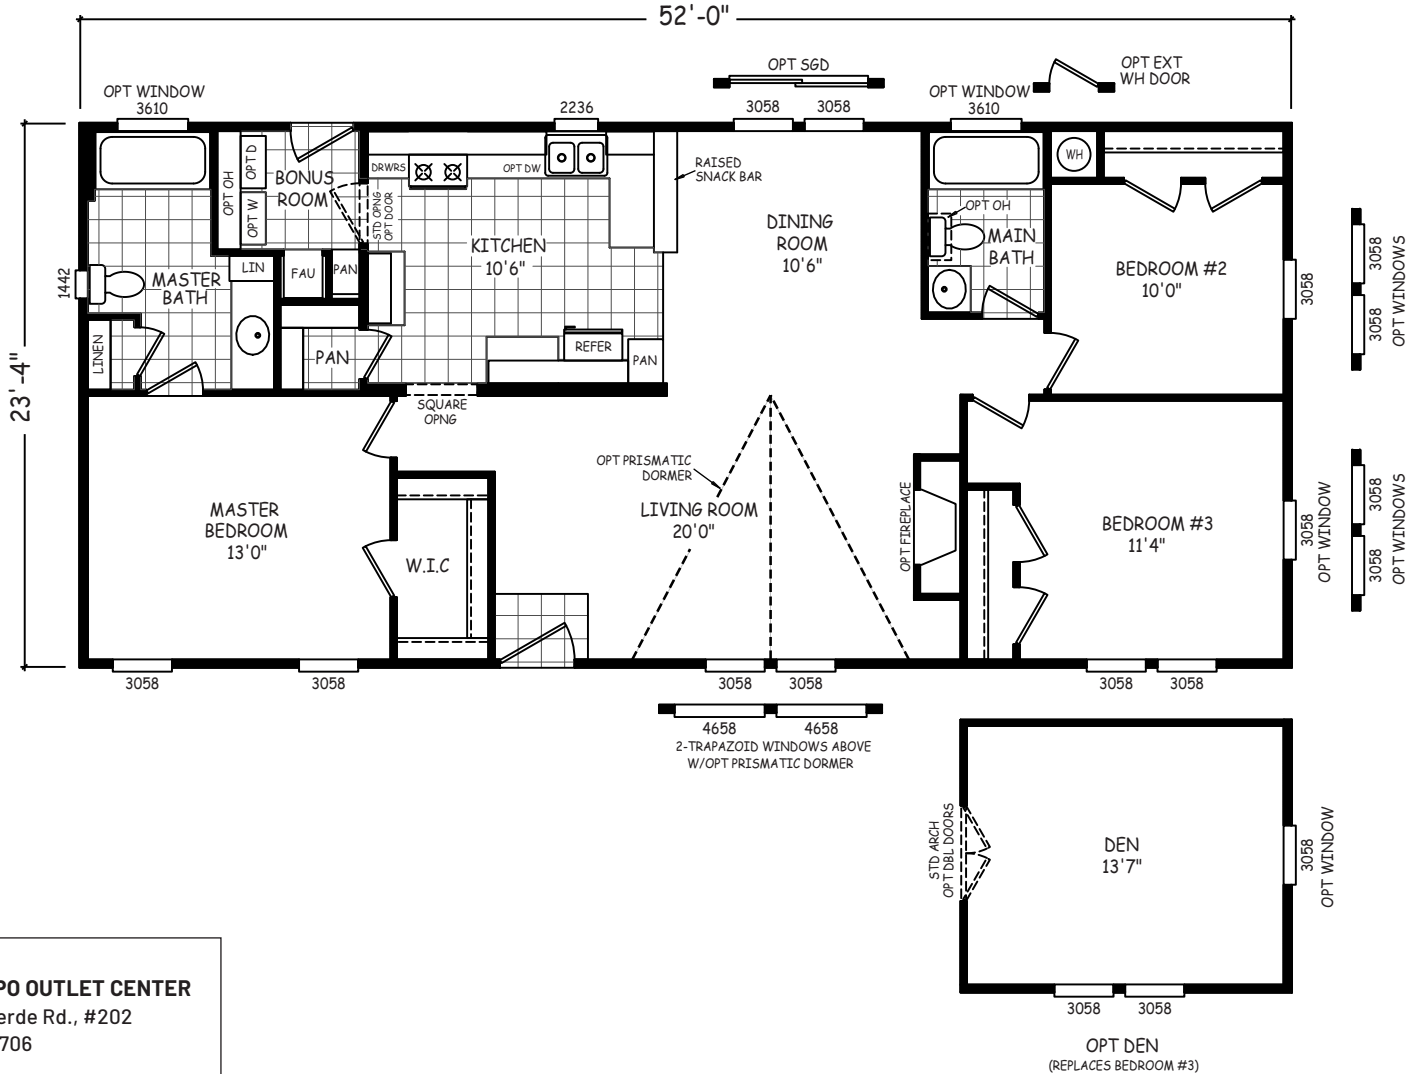 52'-0"
OPT SGD
OPT EXT
WH DOOR
OPT WINDOW
3610
2236
3058 3058
OPT WINDOW
3610
OPT OH
OPT D
OPT W
BONUS
ROOM
DRWRS
STD OPNG
OPT DOOR
OPT DW
RAISED
SNACK BAR
WH
OPT OH
KITCHEN
10'6"
DINING
ROOM
10'6"
MAIN
BATH
BEDROOM #2
10'0"
3058
3058
3058
OPT WINDOWS
1442
MASTER
BATH
LIN
FAU
PAN
LINEN
PAN
REFER
PAN
23'-4"
SQUARE
OPNG
OPT PRISMATIC
DORMER
MASTER
BEDROOM
13'0"
W.I.C
LIVING ROOM
20'0"
OPT FIREPLACE
BEDROOM #3
11'4"
3058
OPT WINDOW
3058
3058
OPT WINDOWS
3058
3058
3058 3058
3058 3058
4658 4658
2-TRAPAZOID WINDOWS ABOVE
W/OPT PRISMATIC DORMER
STD ARCH
OPT DBL DOORS
DEN
13'7"
3058
OPT WINDOW
3058 3058
OPT DEN
(REPLACES BEDROOM #3)
PO OUTLET CENTER
erde Rd., #202
706